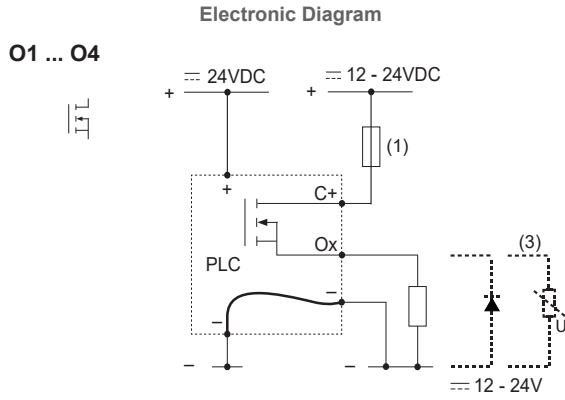 Electronic Diagram
O1 ... O4
24VDC
12 - 24VDC
+
+
(1)
+
C+
Ox
PLC
(3)
–
–
U
–
–
12 - 24V